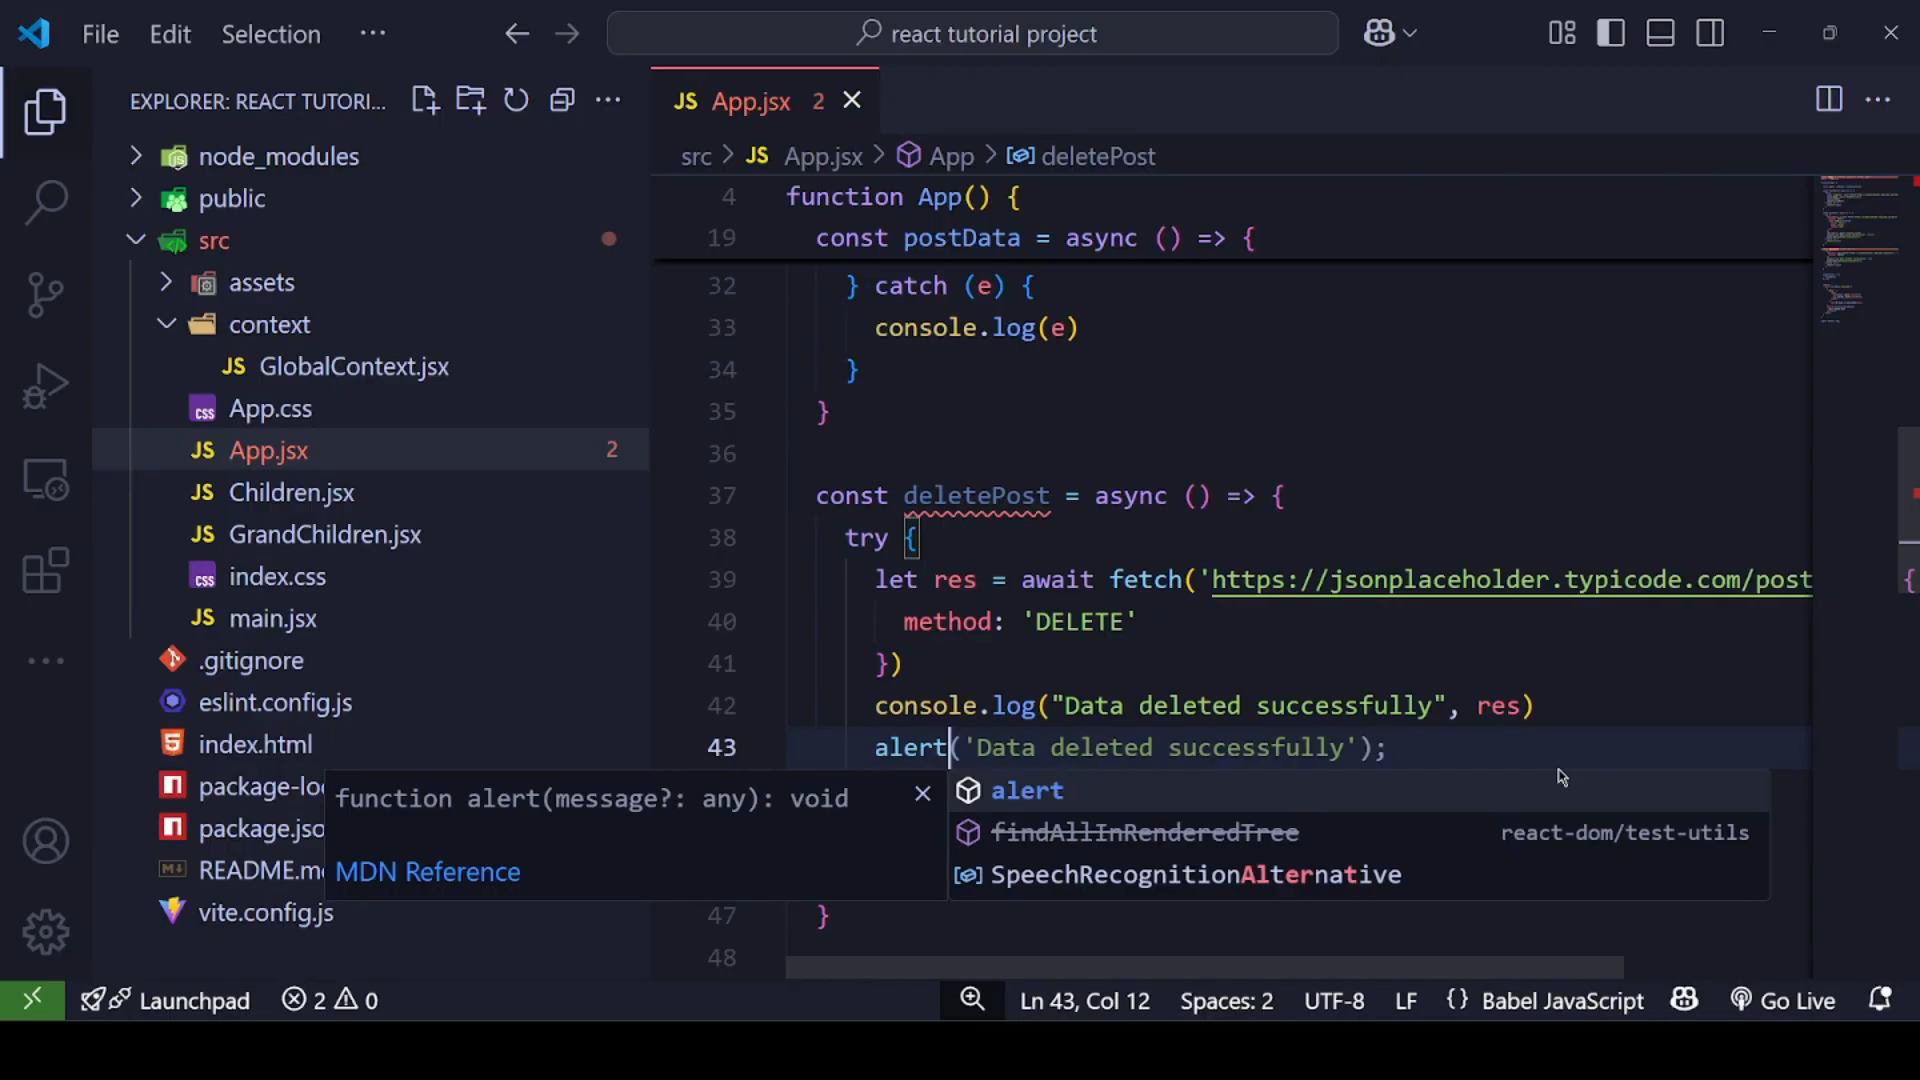 File Edit Selection ··· react tutorial project
EXPLORER: REACT TUTORI... ···
node_modules
public
src
assets
context
JS GlobalContext.jsx
css App.css
JS App.jsx 2
JS Children.jsx
JS GrandChildren.jsx
css index.css
JS main.jsx
.gitignore
eslint.config.js
index.html
package-loc
package.jso
README.m
vite.config.js
JS App.jsx 2
src > JS App.jsx > App > deletePost
4 function App() {
19 const postData = async () => {
32 } catch (e) {
33 console.log(e)
34 }
35 }
36
37 const deletePost = async () => {
38 try {
39 let res = await fetch('https://jsonplaceholder.typicode.com/post
{
40 method: 'DELETE'
41 })
42 console.log("Data deleted successfully", res)
43 alert('Data deleted successfully');
function alert(message?: any): void
MDN Reference
alert
findAllInRenderedTree react-dom/test-utils
SpeechRecognitionAlternative
47 }
48
Launchpad 2 0 Ln 43, Col 12 Spaces: 2 UTF-8 LF {} Babel JavaScript Go Live